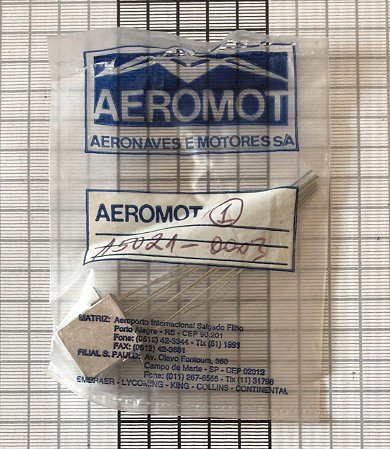 AEROMOT
AERONAVES E MOTORES S/A
AEROMOT 1
15021-0003
MATRIZ: Aeroporto Internacional Salgado Filho
Porto Alegre - RS - CEP 90.201
Fone: (0512) 42-3344 - Tlx (51) 1991
FAX: (0512) 42-3681
FILIAL S. PAULO: Av. Olavo Fontoura, 360
Campo de Marte - SP - CEP 02012
Fone: (011) 267-6555 - Tlx (11) 31798
EMBRAER - LYCOMING - KING - COLLINS - CONTINENTAL